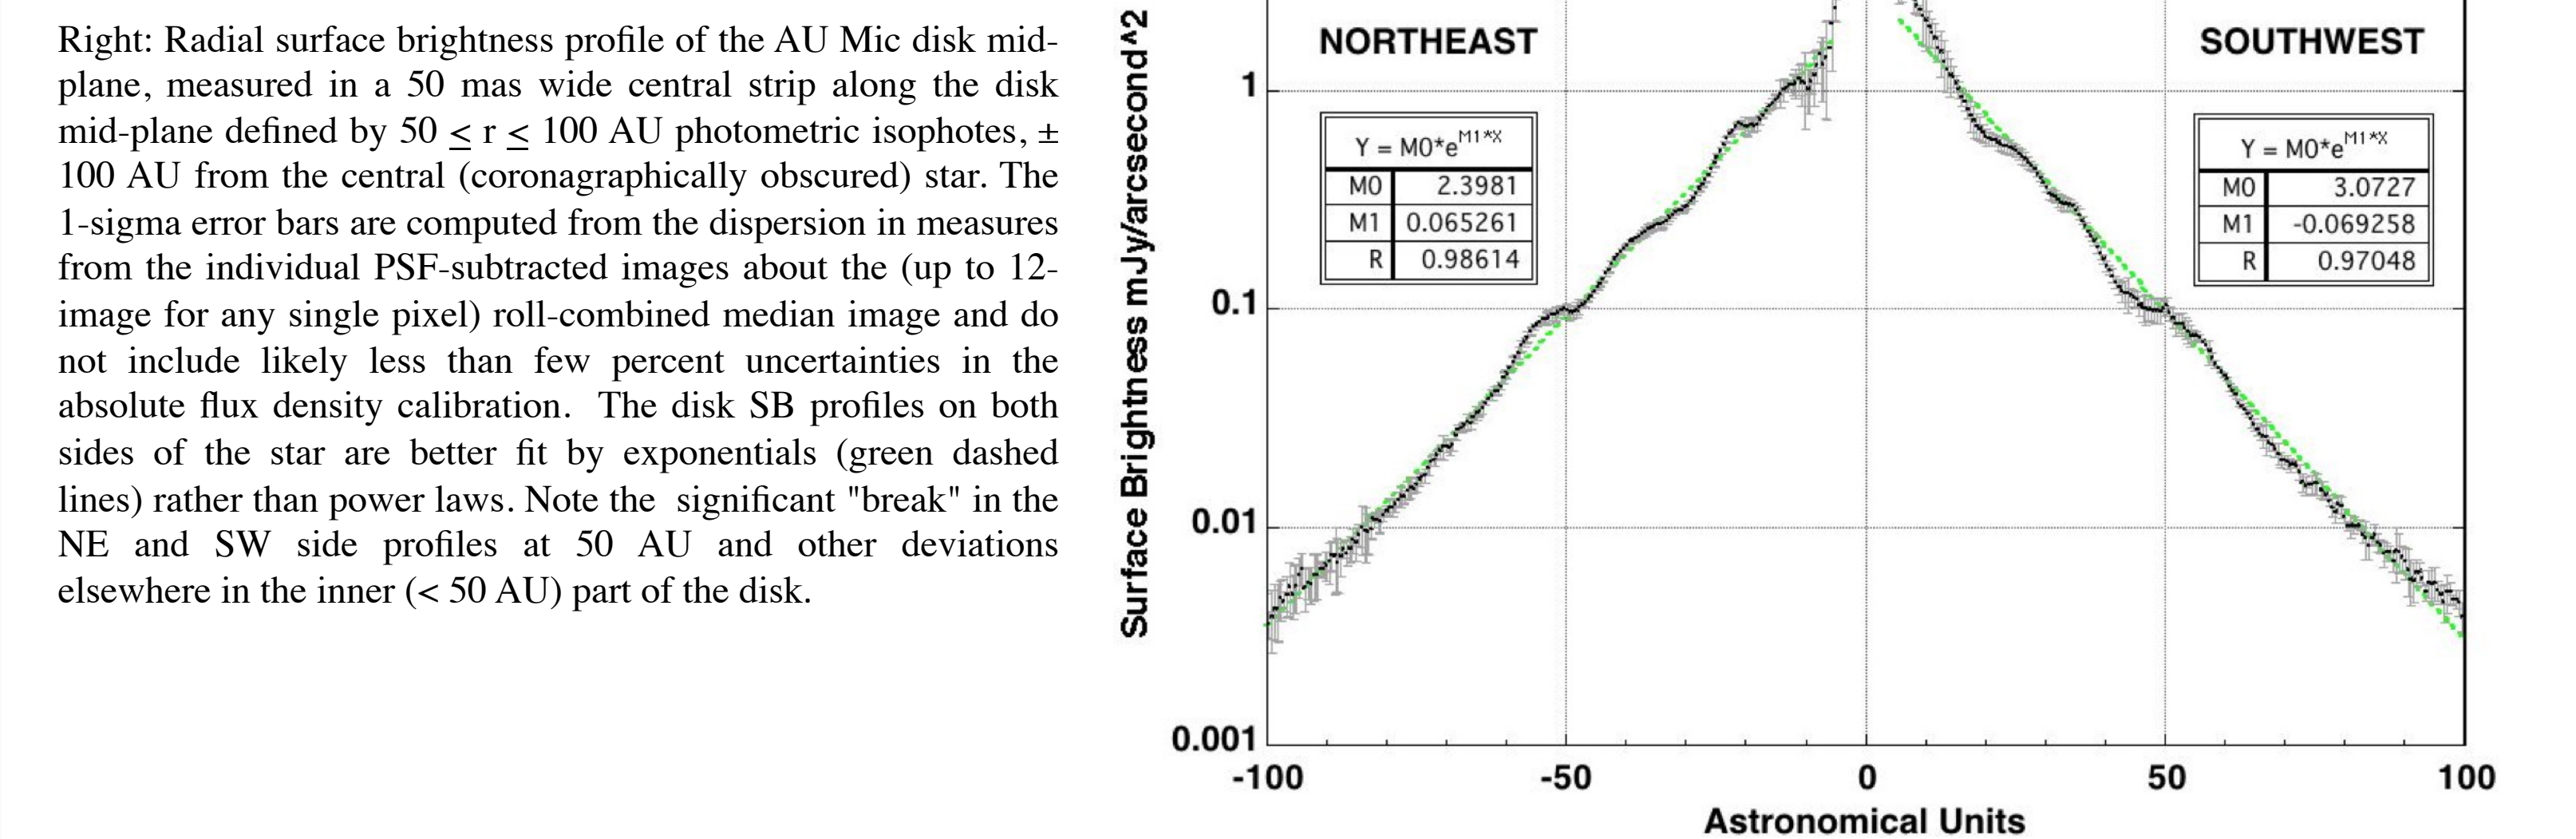 Right: Radial surface brightness profile of the AU Mic disk mid-
plane, measured in a 50 mas wide central strip along the disk
mid-plane defined by 50 ≤ r ≤ 100 AU photometric isophotes, ±
100 AU from the central (coronagraphically obscured) star. The
1-sigma error bars are computed from the dispersion in measures
from the individual PSF-subtracted images about the (up to 12-
image for any single pixel) roll-combined median image and do
not include likely less than few percent uncertainties in the
absolute flux density calibration. The disk SB profiles on both
sides of the star are better fit by exponentials (green dashed
lines) rather than power laws. Note the significant "break" in the
NE and SW side profiles at 50 AU and other deviations
elsewhere in the inner (< 50 AU) part of the disk.
Surface Brightness mJy/arcsecond^2
NORTHEAST
SOUTHWEST
1
0.1
0.01
0.001
Y = M0*e^M1*X
M0 2.3981
M1 0.065261
R 0.98614
Y = M0*e^M1*X
M0 3.0727
M1 -0.069258
R 0.97048
-100 -50 0 50 100
Astronomical Units